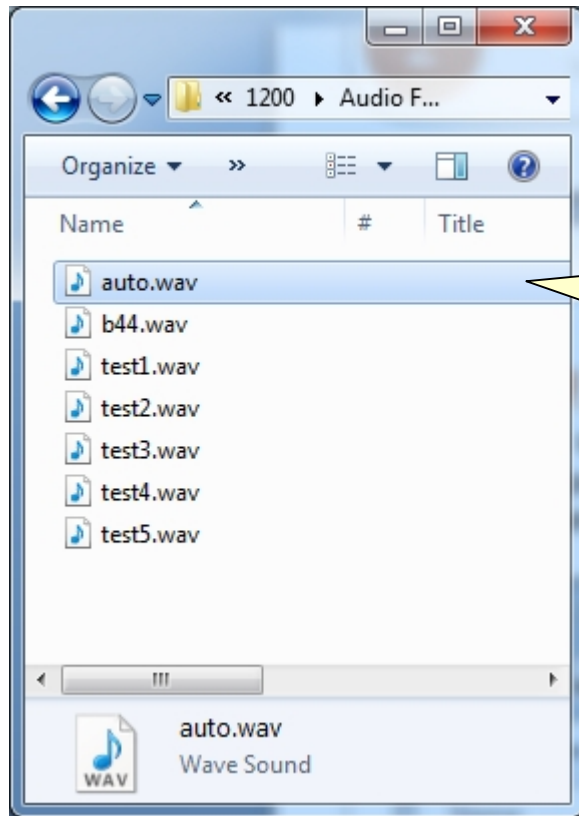 « 1200 ▸ Audio F...
Organize »
Name # Title
auto.wav
b44.wav
test1.wav
test2.wav
test3.wav
test4.wav
test5.wav
auto.wav
Wave Sound
WAV